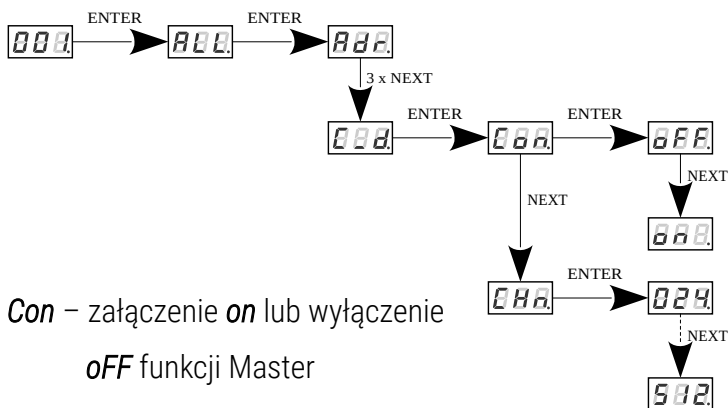 001. ENTER ALL. ENTER Adr.
3 x NEXT
ENTER Con. ENTER oFF.
NEXT NEXT
on.
CHn. ENTER 024.
Con – załączenie on lub wyłączenie
NEXT
oFF funkcji Master
512.